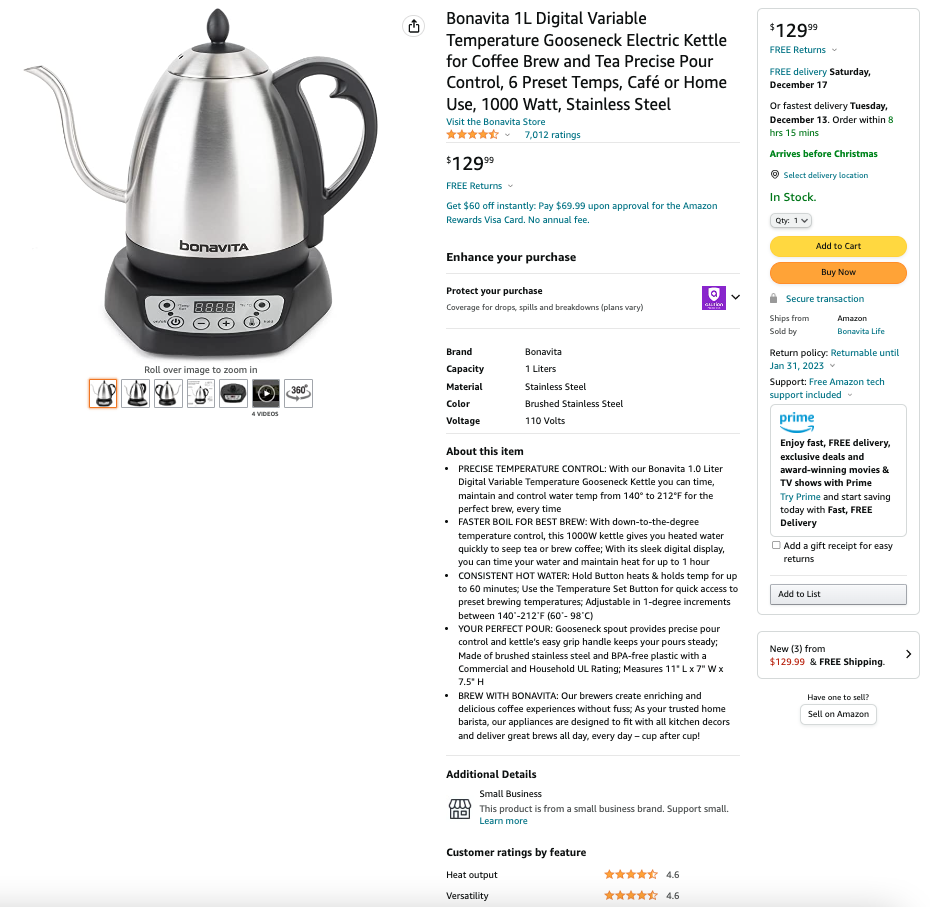 bonavita
Roll over image to zoom in
360°
4 VIDEOS
Bonavita 1L Digital Variable
Temperature Gooseneck Electric Kettle
for Coffee Brew and Tea Precise Pour
Control, 6 Preset Temps, Café or Home
Use, 1000 Watt, Stainless Steel
Visit the Bonavita Store
7,012 ratings
$129.99
FREE Returns
Get $60 off instantly: Pay $69.99 upon approval for the Amazon
Rewards Visa Card. No annual fee.
Enhance your purchase
Protect your purchase
Coverage for drops, spills and breakdowns (plans vary)
Brand Bonavita
Capacity 1 Liters
Material Stainless Steel
Color Brushed Stainless Steel
Voltage 110 Volts
About this item
• PRECISE TEMPERATURE CONTROL: With our Bonavita 1.0 Liter
Digital Variable Temperature Gooseneck Kettle you can time,
maintain and control water temp from 140° to 212°F for the
perfect brew, every time
• FASTER BOIL FOR BEST BREW: With down-to-the-degree
temperature control, this 1000W kettle gives you heated water
quickly to seep tea or brew coffee; With its sleek digital display,
you can time your water and maintain heat for up to 1 hour
• CONSISTENT HOT WATER: Hold Button heats & holds temp for up
to 60 minutes; Use the Temperature Set Button for quick access to
preset brewing temperatures; Adjustable in 1-degree increments
between 140˚-212˚F (60˚- 98˚C)
• YOUR PERFECT POUR: Gooseneck spout provides precise pour
control and kettle's easy grip handle keeps your pours steady;
Made of brushed stainless steel and BPA-free plastic with a
Commercial and Household UL Rating; Measures 11" L x 7" W x
7.5" H
• BREW WITH BONAVITA: Our brewers create enriching and
delicious coffee experiences without fuss; As your trusted home
barista, our appliances are designed to fit with all kitchen decors
and deliver great brews all day, every day – cup after cup!
Additional Details
Small Business
This product is from a small business brand. Support small.
Learn more
Customer ratings by feature
Heat output 4.6
Versatility 4.6
$129.99
FREE Returns
FREE delivery Saturday,
December 17
Or fastest delivery Tuesday,
December 13. Order within 8
hrs 15 mins
Arrives before Christmas
Select delivery location
In Stock.
Qty: 1
Add to Cart
Buy Now
Secure transaction
Ships from Amazon
Sold by Bonavita Life
Return policy: Returnable until
Jan 31, 2023
Support: Free Amazon tech
support included
prime
Enjoy fast, FREE delivery,
exclusive deals and
award-winning movies &
TV shows with Prime
Try Prime and start saving
today with Fast, FREE
Delivery
Add a gift receipt for easy
returns
Add to List
New (3) from
$129.99 & FREE Shipping.
Have one to sell?
Sell on Amazon